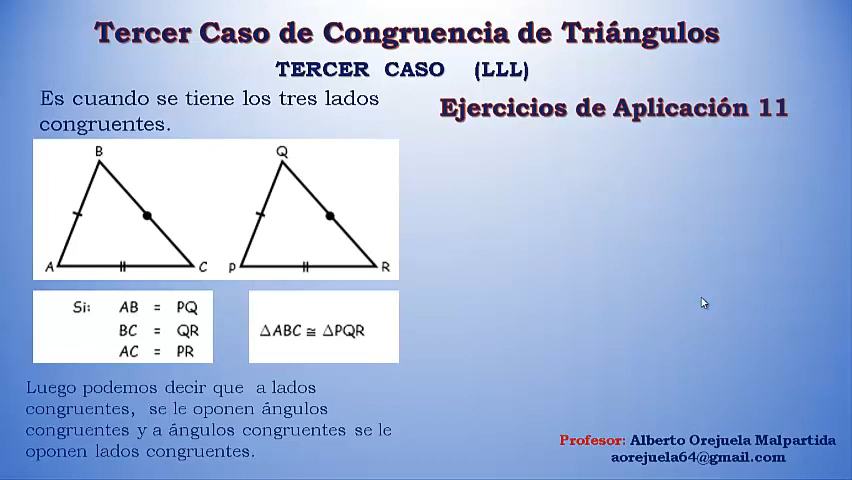 Tercer Caso de Congruencia de Triángulos
TERCER CASO (LLL)
Es cuando se tiene los tres lados
congruentes.
Ejercicios de Aplicación 11
B
A
C
Q
P
R
Si: AB = PQ
BC = QR
AC = PR
△ABC ≅ △PQR
Luego podemos decir que a lados
congruentes, se le oponen ángulos
congruentes y a ángulos congruentes se le
oponen lados congruentes.
Profesor: Alberto Orejuela Malpartida
aorejuela64@gmail.com